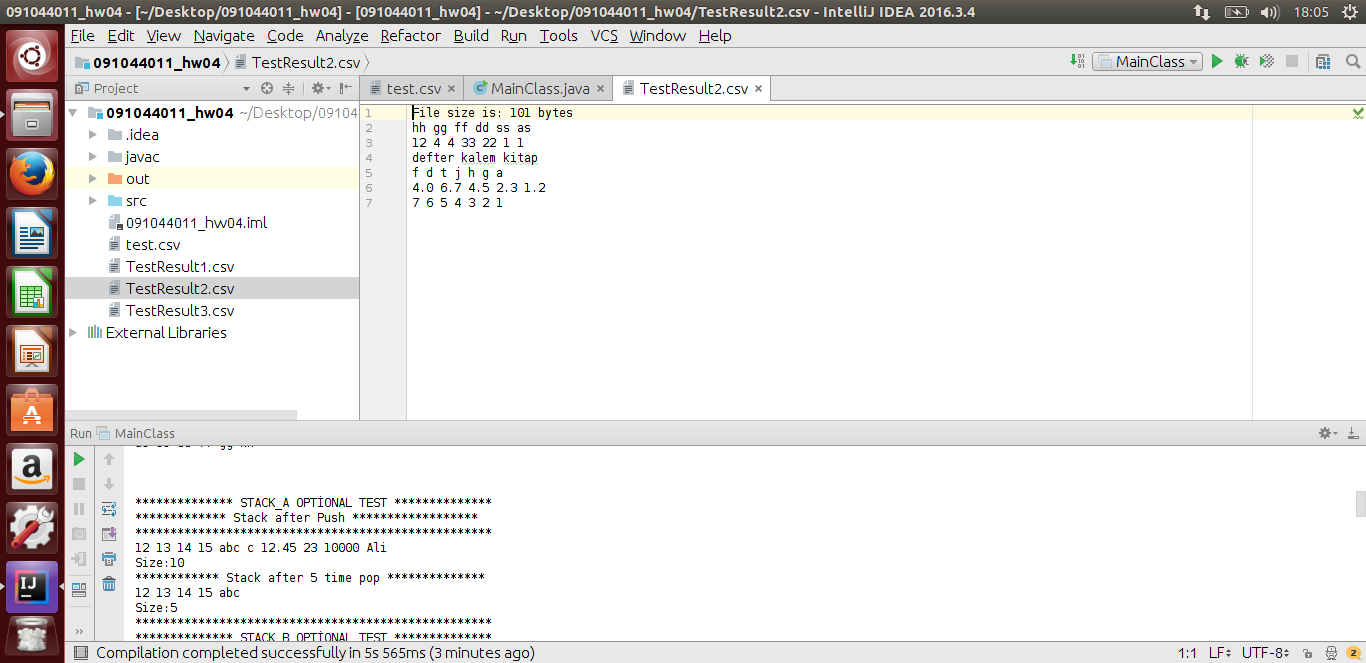 091044011_hw04 - [~/Desktop/091044011_hw04] - [091044011_hw04] - ~/Desktop/091044011_hw04/TestResult2.csv - IntelliJ IDEA 2016.3.4
18:05
File Edit View Navigate Code Analyze Refactor Build Run Tools VCS Window Help
091044011_hw04 TestResult2.csv
MainClass
Project
test.csv MainClass.java TestResult2.csv
091044011_hw04 ~/Desktop/09104
.idea
javac
out
src
091044011_hw04.iml
test.csv
TestResult1.csv
TestResult2.csv
TestResult3.csv
External Libraries
1 File size is: 101 bytes
2 hh gg ff dd ss as
3 12 4 4 33 22 1 1
4 defter kalem kitap
5 f d t j h g a
6 4.0 6.7 4.5 2.3 1.2
7 7 6 5 4 3 2 1
Run MainClass
************** STACK_A OPTİONAL TEST **************
************* Stack after Push ******************
***************************************************
12 13 14 15 abc c 12.45 23 10000 Ali
Size:10
************ Stack after 5 time pop **************
12 13 14 15 abc
Size:5
***************************************************
************** STACK_B OPTİONAL TEST **************
Compilation completed successfully in 5s 565ms (3 minutes ago)
1:1 LF UTF-8 2